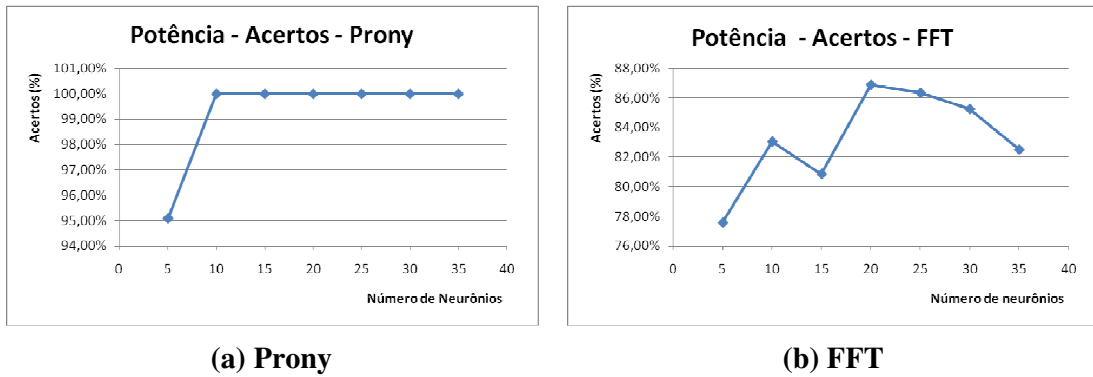 Potência - Acertos - Prony
Acertos (%)
101,00%
100,00%
99,00%
98,00%
97,00%
96,00%
95,00%
94,00%
0 5 10 15 20 25 30 35 40
Número de Neurônios
(a) Prony
Potência - Acertos - FFT
Acertos (%)
88,00%
86,00%
84,00%
82,00%
80,00%
78,00%
76,00%
0 5 10 15 20 25 30 35 40
Número de neurônios
(b) FFT